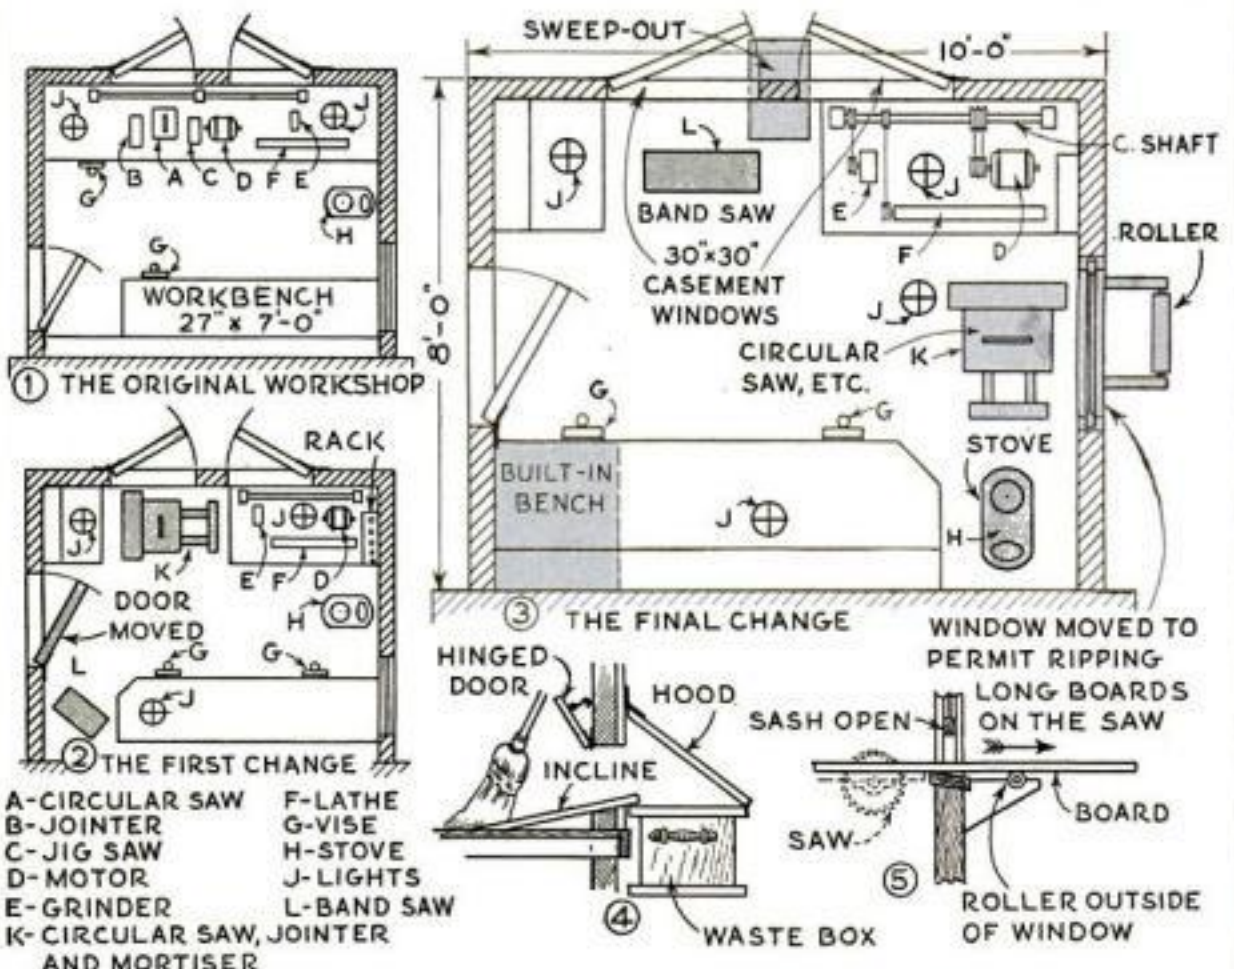 J
J
B A C D F E
G
H
G
WORKBENCH
27" x 7'-0"
① THE ORIGINAL WORKSHOP
RACK
J
J
K
E F D
DOOR
MOVED
H
L
G
G
J
② THE FIRST CHANGE
A-CIRCULAR SAW
B-JOINTER
C-JIG SAW
D-MOTOR
E-GRINDER
K-CIRCULAR SAW, JOINTER
AND MORTISER
F-LATHE
G-VISE
H-STOVE
J-LIGHTS
L-BAND SAW
SWEEP-OUT
10'-0"
8'-0"
L
J
BAND SAW
J
E
F
D
C. SHAFT
ROLLER
30"x30"
CASEMENT
WINDOWS
J
K
CIRCULAR
SAW, ETC.
G
G
STOVE
BUILT-IN
BENCH
J
H
③ THE FINAL CHANGE
WINDOW MOVED TO
PERMIT RIPPING
LONG BOARDS
ON THE SAW
HINGED
DOOR
HOOD
INCLINE
④
WASTE BOX
SASH OPEN
SAW
BOARD
⑤
ROLLER OUTSIDE
OF WINDOW